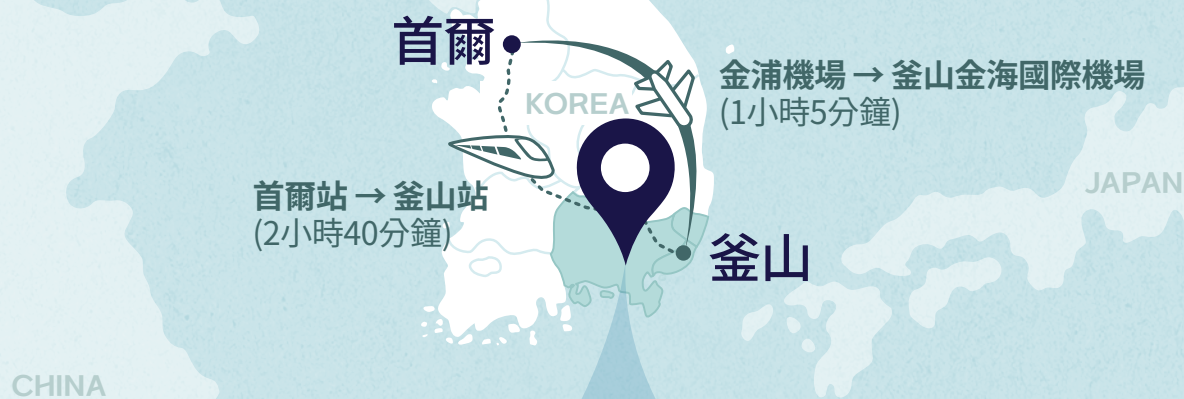 首爾
金浦機場 → 釜山金海國際機場
(1小時5分鐘)
KOREA
JAPAN
首爾站 → 釜山站
(2小時40分鐘)
釜山
CHINA